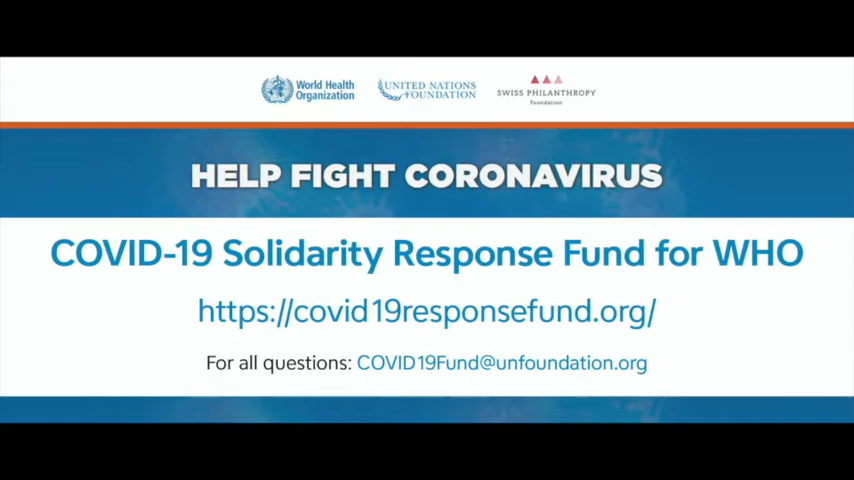 World Health
Organization
UNITED NATIONS
FOUNDATION
SWISS PHILANTHROPY
Foundation
HELP FIGHT CORONAVIRUS
COVID-19 Solidarity Response Fund for WHO
https://covid19responsefund.org/
For all questions: COVID19Fund@unfoundation.org